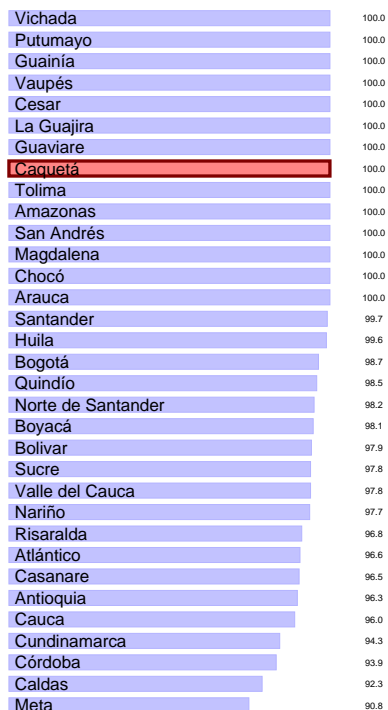 Vichada 100.0
Putumayo 100.0
Guainía 100.0
Vaupés 100.0
Cesar 100.0
La Guajira 100.0
Guaviare 100.0
Caquetá 100.0
Tolima 100.0
Amazonas 100.0
San Andrés 100.0
Magdalena 100.0
Chocó 100.0
Arauca 100.0
Santander 99.7
Huila 99.6
Bogotá 98.7
Quindío 98.5
Norte de Santander 98.2
Boyacá 98.1
Bolivar 97.9
Sucre 97.8
Valle del Cauca 97.8
Nariño 97.7
Risaralda 96.8
Atlántico 96.6
Casanare 96.5
Antioquia 96.3
Cauca 96.0
Cundinamarca 94.3
Córdoba 93.9
Caldas 92.3
Meta 90.8